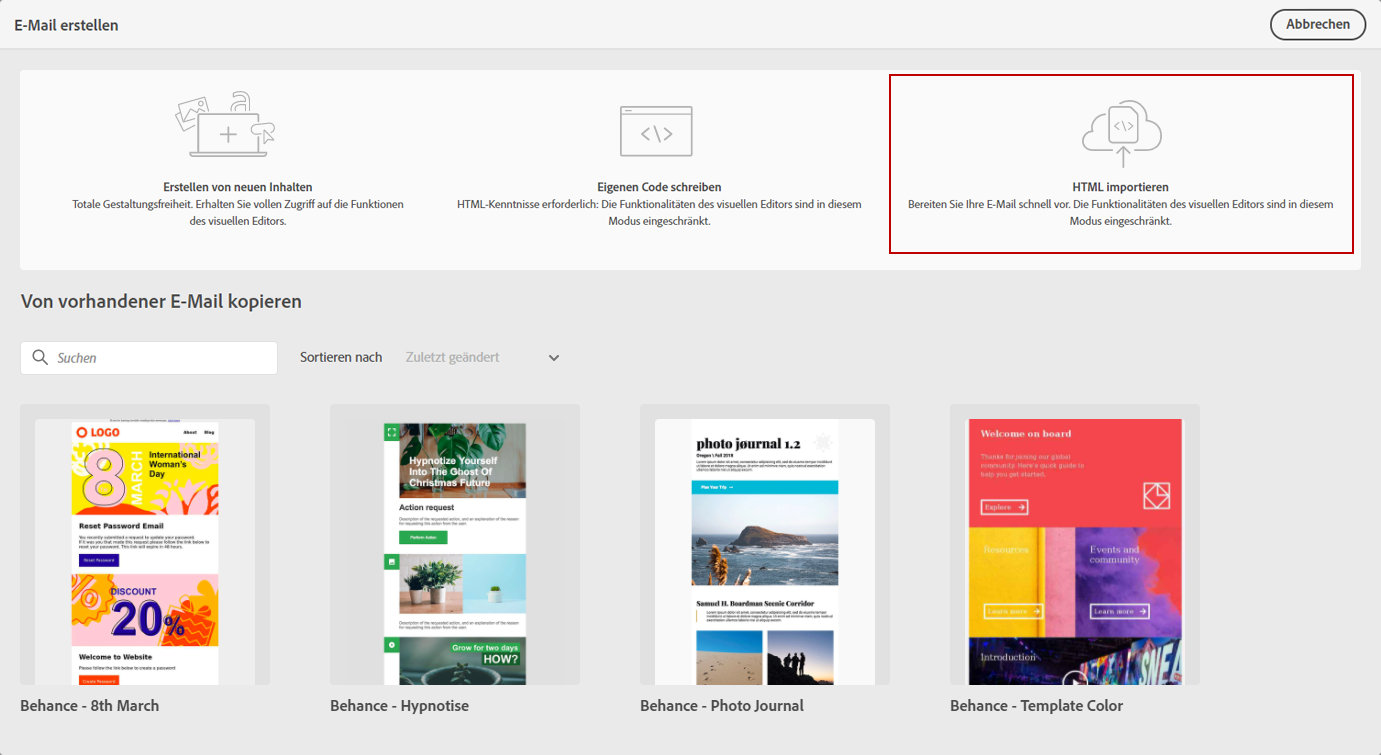 E-Mail erstellen
Abbrechen
Erstellen von neuen Inhalten
Totale Gestaltungsfreiheit. Erhalten Sie vollen Zugriff auf die Funktionen
des visuellen Editors.
Eigenen Code schreiben
HTML-Kenntnisse erforderlich: Die Funktionalitäten des visuellen Editors sind in diesem
Modus eingeschränkt.
HTML importieren
Bereiten Sie Ihre E-Mail schnell vor. Die Funktionalitäten des visuellen Editors sind in diesem
Modus eingeschränkt.
Von vorhandener E-Mail kopieren
Suchen
Sortieren nach
Zuletzt geändert
LOGO
About
Blog
8
MARCH
International
Woman's
Day
Reset Password Email
You recently submitted a request to update your password.
If it was you that made this request please follow the link below to
reset your password. This link will expire in 48 hours.
Reset Password
DISCOUNT
20%
Welcome to Website
Please follow the link below to create a password
Create Password
Behance - 8th March
Hypnotize Yourself
Into The Ghost Of
Christmas Future
Action request
Description of the requested action, and an explanation of the reason
for requesting this action from the user.
Perform Action
Description of the requested action, and an explanation of the reason
for requesting this action from the user.
Grow for two days
HOW?
Behance - Hypnotise
photo jøurnal 1.2
Oregon \ Fall 2018
Plan Your Trip →
Samuel H. Boardman Scenic Corridor
Behance - Photo Journal
Welcome on board
Thanks for joining our global
community. Here's quick guide to
help you get started.
Explore →
Resources
Learn more →
Events and
community
Learn more →
Introduction
Behance - Template Color